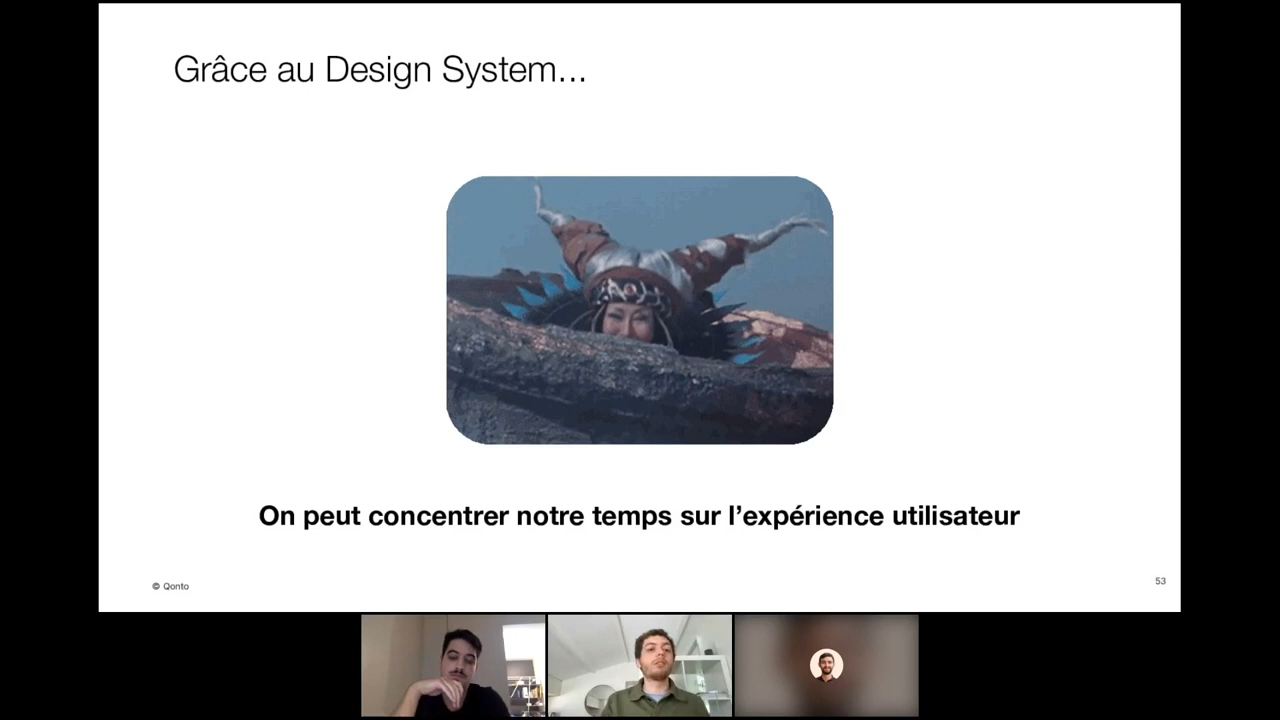 Grâce au Design System...
On peut concentrer notre temps sur l’expérience utilisateur
© Qonto
53